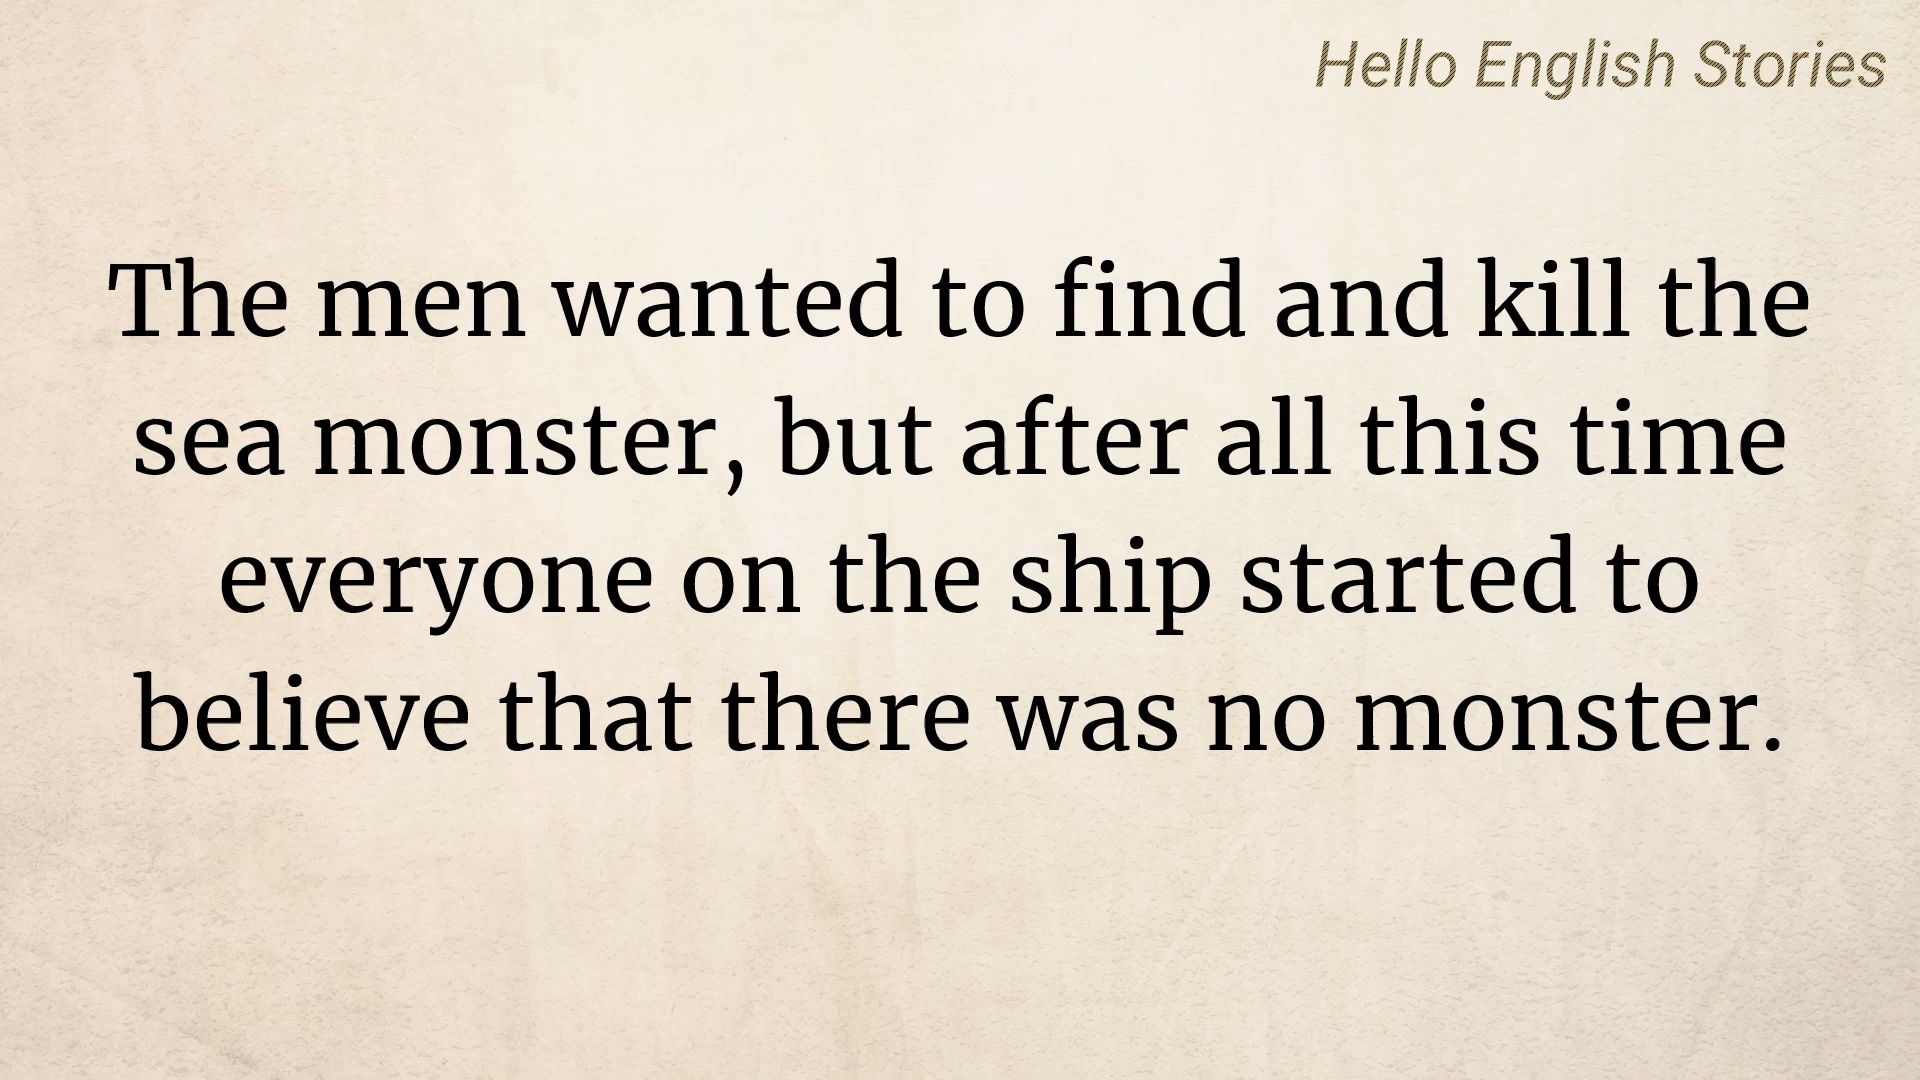 Hello English Stories
The men wanted to find and kill the
sea monster, but after all this time
everyone on the ship started to
believe that there was no monster.